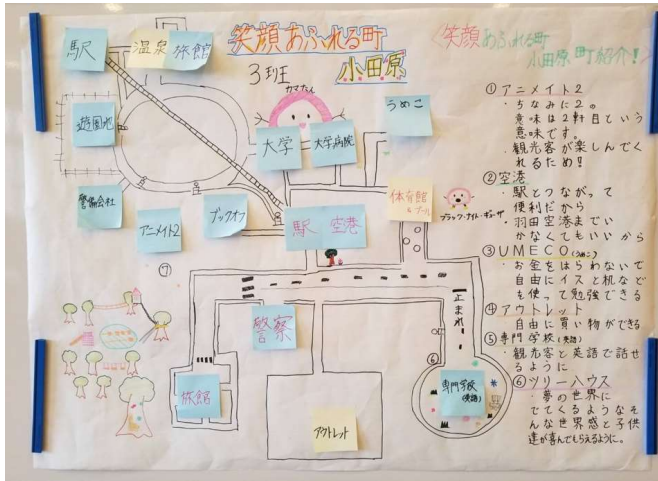 笑顔あふれる町
小田原
3班
カマたん
駅
温泉
旅館
うめこ
遊園地
大学
大学病院
警備会社
アニメイト2
ブックオフ
駅 空港
体育館
&プール
ブラック・ナイト・ギョーザ
⑦
警察
止まれ
⑥
旅館
専門学校
(英語)
アウトレット
〈笑顔あふれる町
小田原町紹介!〉
①アニメイト2
・ちなみに2の
意味は2軒目という
意味です。
・観光客が楽しんでく
れるため!
②空港
・駅とつながって
便利だから
・羽田空港までい
かなくてもいいから
③UMECO(うめこ)
・お金をはらわないで
自由にイスと机など
を使って勉強できる
④アウトレット
自由に買い物ができる
⑤専門学校(英語)
・観光客と英語で話せ
るように
⑥ツリーハウス
・夢の世界に
でてくるようなそ
んな世界感と子供
達が喜んでもらえるように。